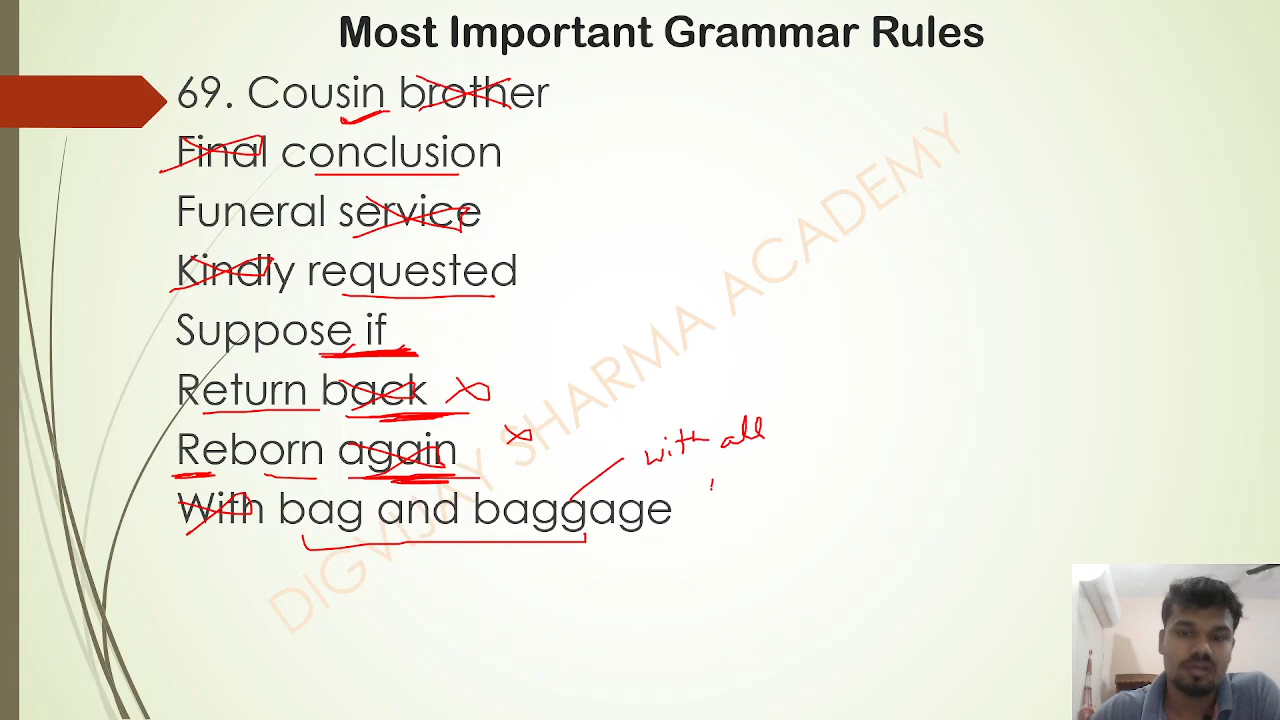 Most Important Grammar Rules
69. Cousin brother
Final conclusion
Funeral service
Kindly requested
Suppose if
Return back
Reborn again
with all
With bag and baggage
DIGVIJAY SHARMA ACADEMY